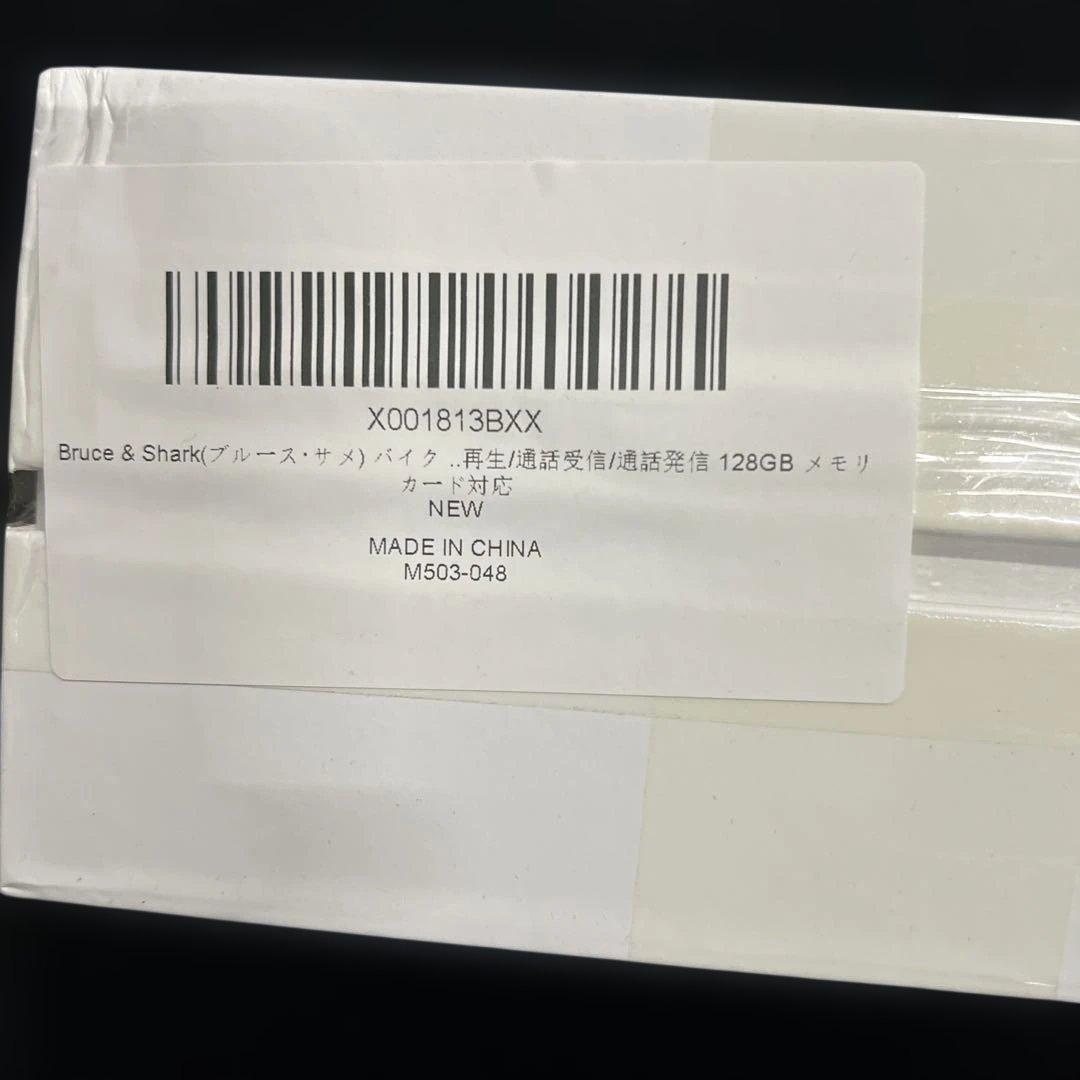 X001813BXX
Bruce & Shark(ブルース・サメ) バイク ..再生/通話受信/通話発信 128GB メモリ
カード対応
NEW
MADE IN CHINA
M503-048